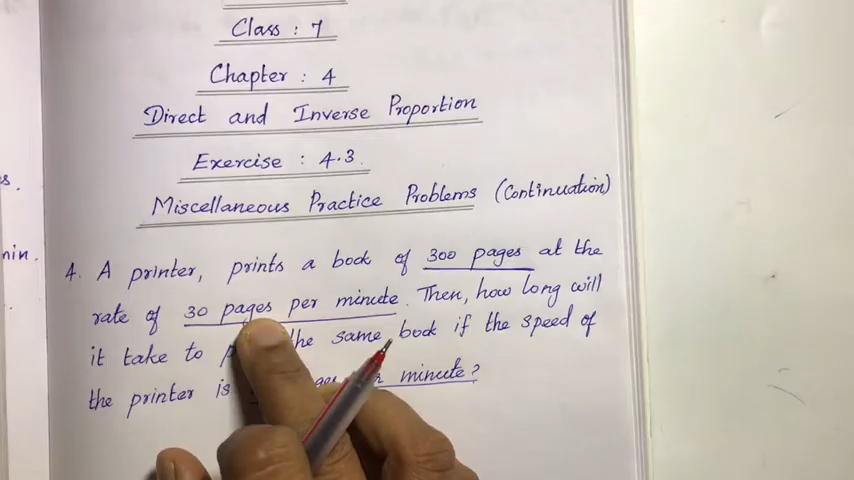 Class : 7
Chapter : 4
Direct and Inverse Proportion
Exercise : 4.3
Miscellaneous Practice Problems (Continuation)
s.
min.
4. A printer, prints a book of 300 pages at the
rate of 30 pages per minute. Then, how long will
it take to the same book if the speed of
the printer is minute?